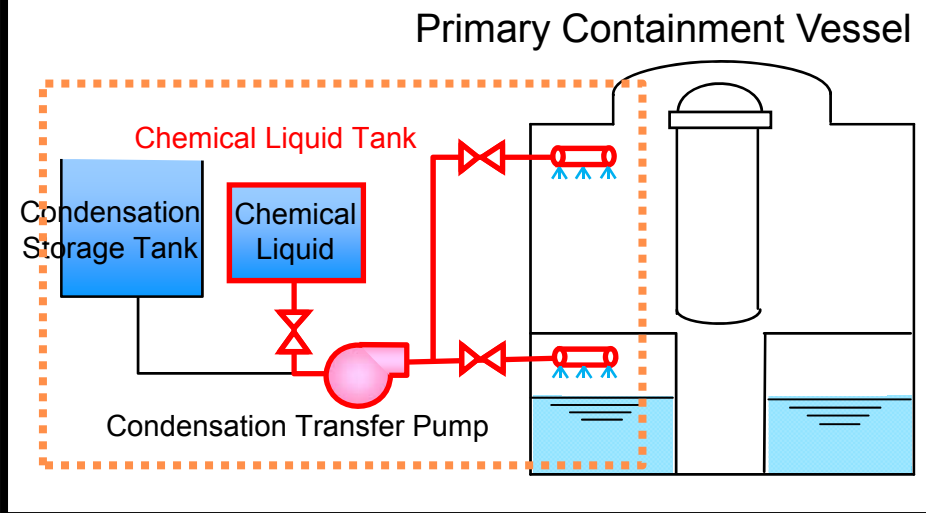 Primary Containment Vessel
Chemical Liquid Tank
Condensation
Storage Tank
Chemical
Liquid
Condensation Transfer Pump